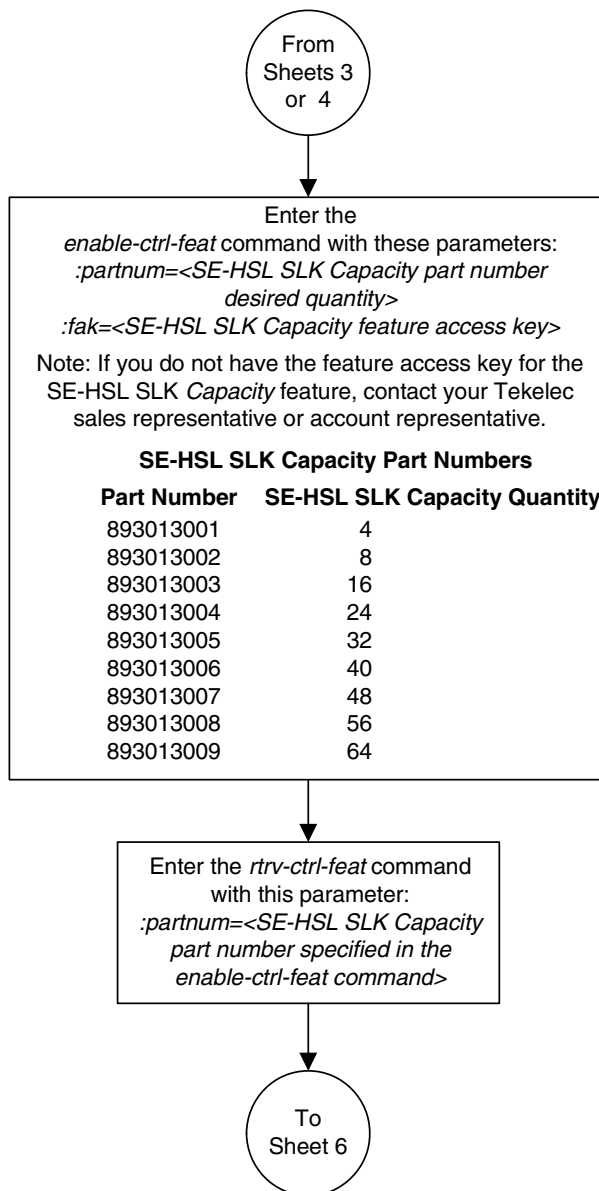 From
Sheets 3
or 4
Enter the
enable-ctrl-feat command with these parameters:
:partnum=<SE-HSL SLK Capacity part number
desired quantity>
:fak=<SE-HSL SLK Capacity feature access key>
Note: If you do not have the feature access key for the
SE-HSL SLK Capacity feature, contact your Tekelec
sales representative or account representative.
SE-HSL SLK Capacity Part Numbers
Part Number SE-HSL SLK Capacity Quantity
893013001 4
893013002 8
893013003 16
893013004 24
893013005 32
893013006 40
893013007 48
893013008 56
893013009 64
Enter the rtrv-ctrl-feat command
with this parameter:
:partnum=<SE-HSL SLK Capacity
part number specified in the
enable-ctrl-feat command>
To
Sheet 6